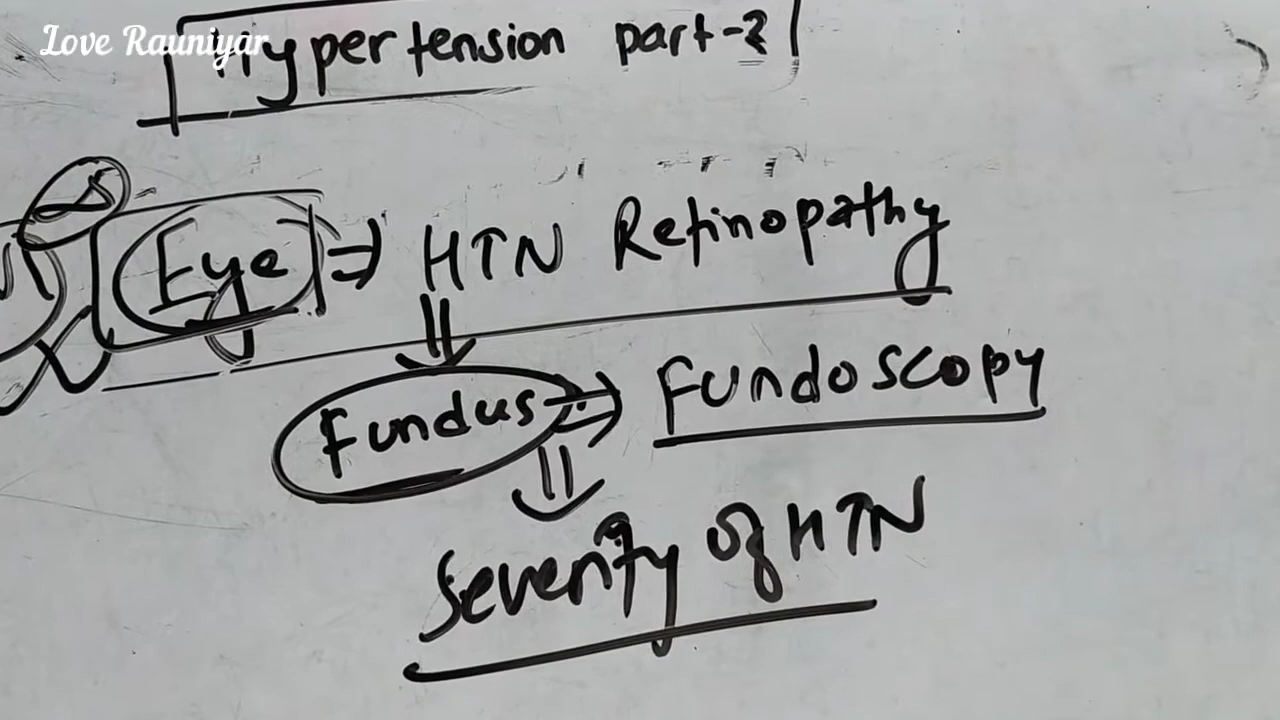 Love Rauniyar
Hypertension part-2
Eye ⇒ HTN Retinopathy
Fundus ⇒ Fundoscopy
Severity of HTN